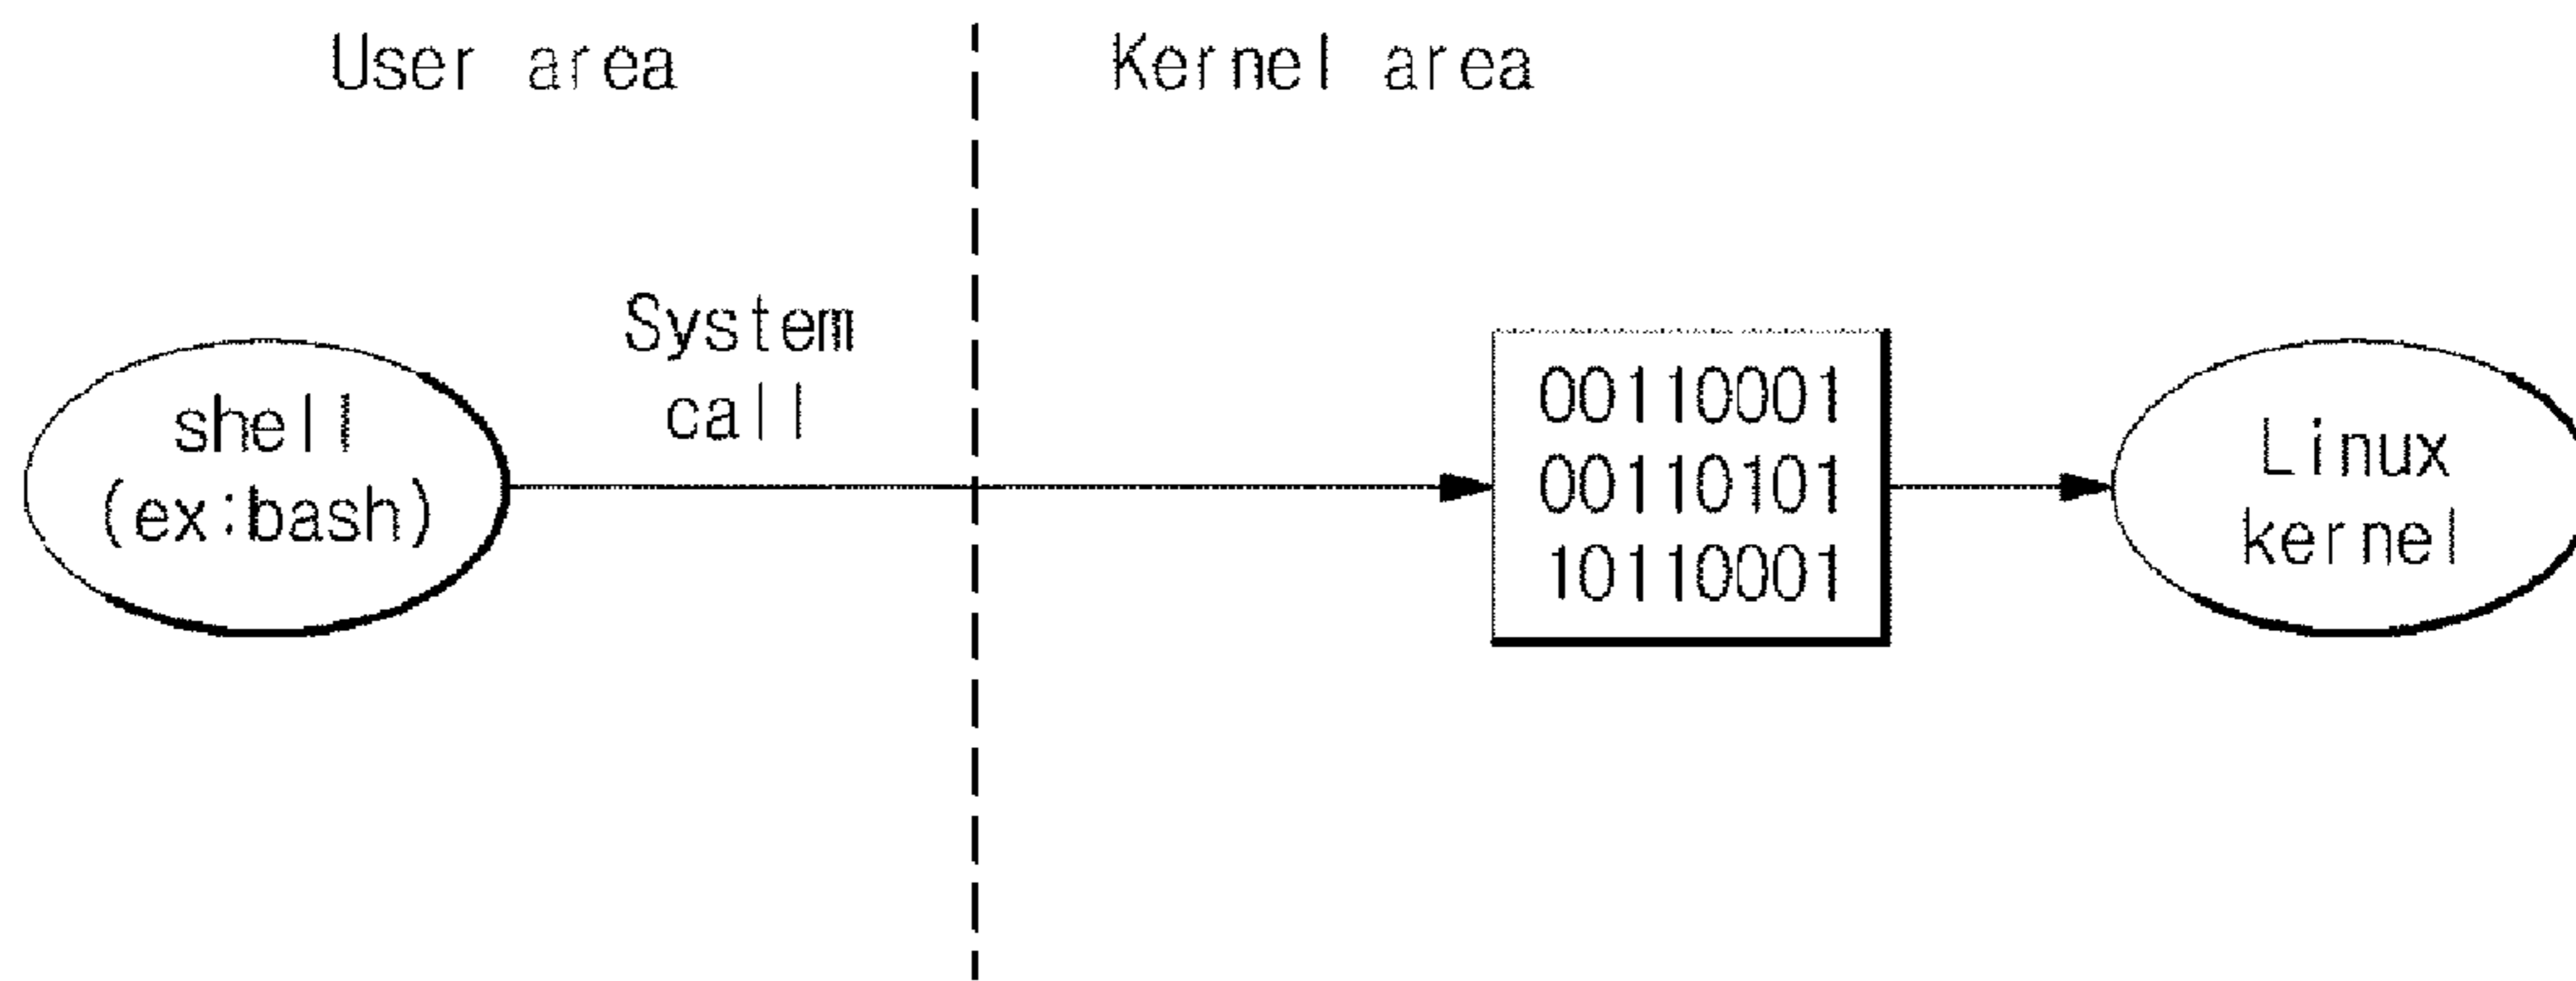 User area
Kernel area
System
call
shell
(ex:bash)
00110001
00110101
10110001
Linux
kernel